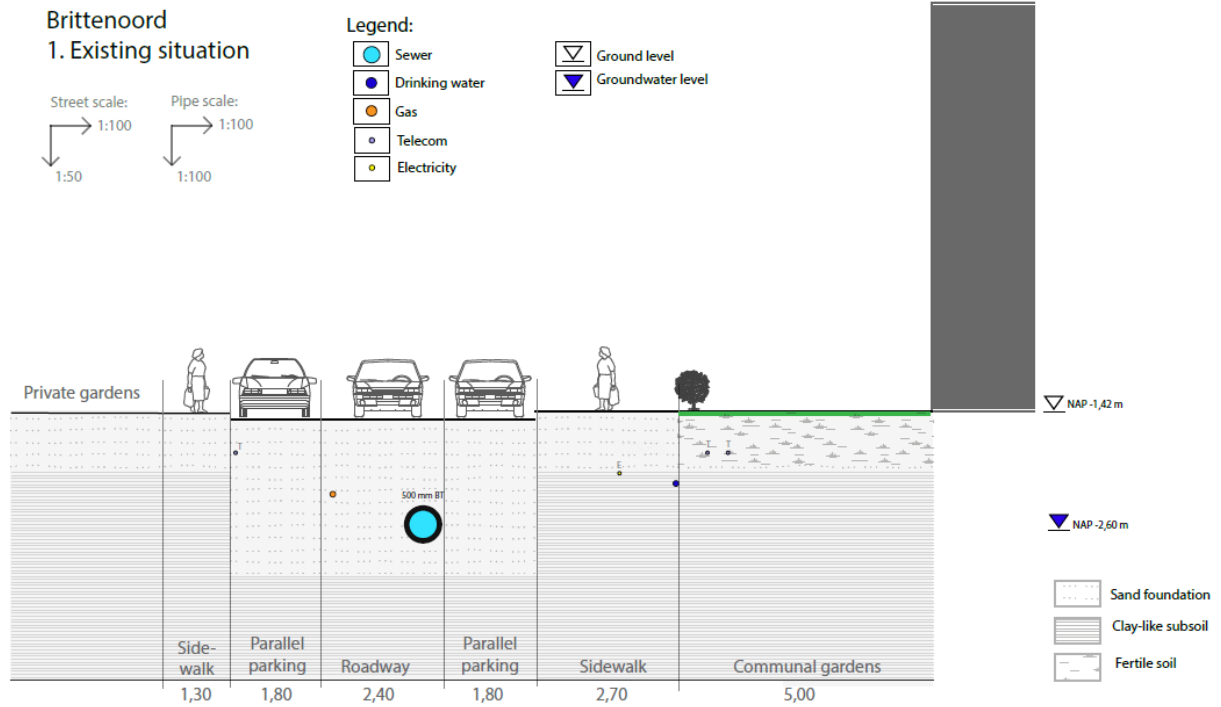 Brittenoord
1. Existing situation
Street scale:
1:100
1:50
Pipe scale:
1:100
1:100
Legend:
Sewer
Drinking water
Gas
Telecom
Electricity
Ground level
Groundwater level
Private gardens
NAP -1,42 m
T
T
T
E
500 mm BT
NAP -2,60 m
Sand foundation
Clay-like subsoil
Fertile soil
Side-
walk
Parallel
parking
Roadway
Parallel
parking
Sidewalk
Communal gardens
1,30
1,80
2,40
1,80
2,70
5,00